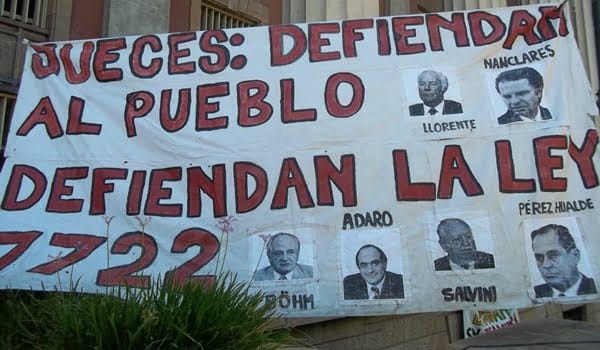 JUECES: DEFIENDAN
AL PUEBLO
NANCLARES
LLORENTE
DEFIENDAN LA LEY
7722
BÖHM
ADARO
SALVINI
PÉREZ HUALDE